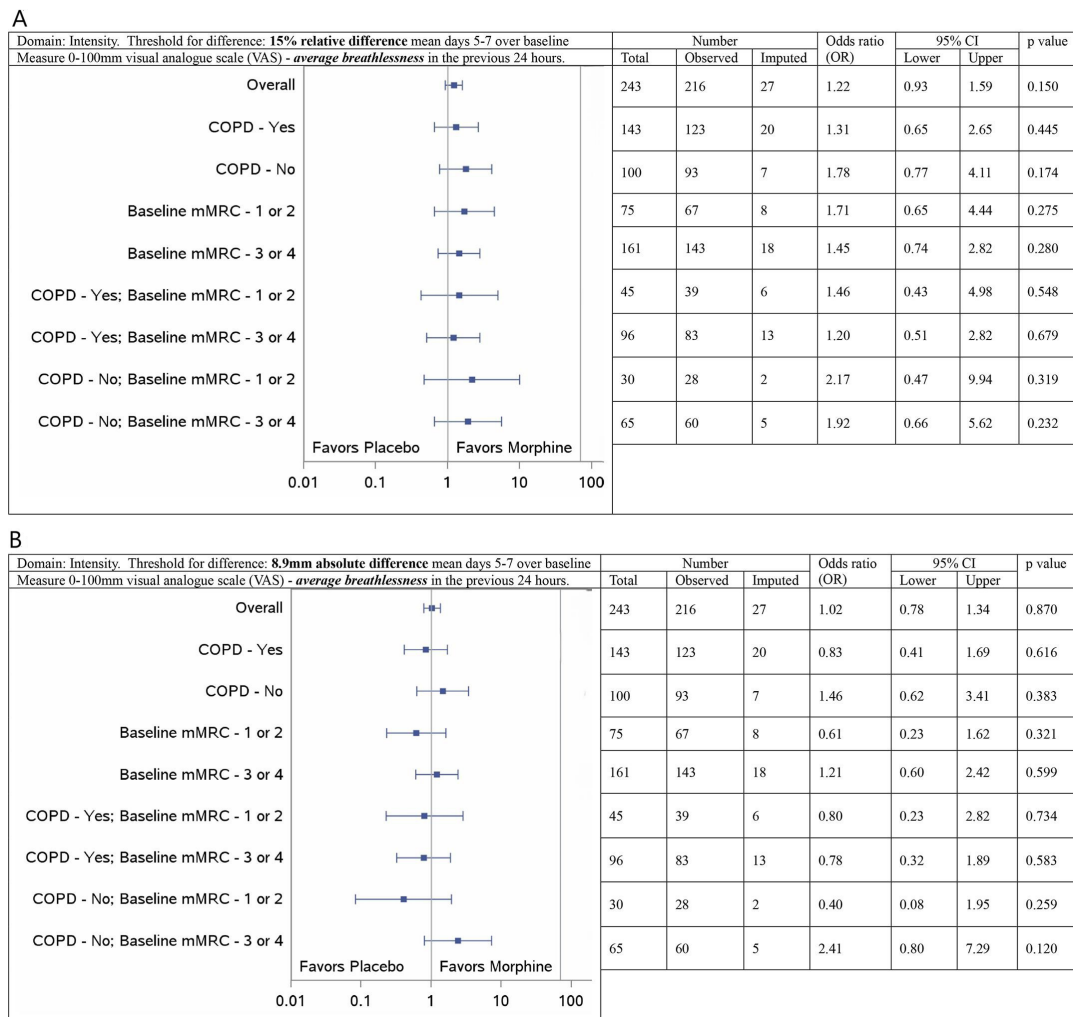 A
Domain: Intensity. Threshold for difference: 15% relative difference mean days 5-7 over baseline Number Odds ratio (OR) 95% CI p value
Measure 0-100mm visual analogue scale (VAS) - average breathlessness in the previous 24 hours. Total Observed Imputed Lower Upper
Overall 243 216 27 1.22 0.93 1.59 0.150
COPD - Yes 143 123 20 1.31 0.65 2.65 0.445
COPD - No 100 93 7 1.78 0.77 4.11 0.174
Baseline mMRC - 1 or 2 75 67 8 1.71 0.65 4.44 0.275
Baseline mMRC - 3 or 4 161 143 18 1.45 0.74 2.82 0.280
COPD - Yes; Baseline mMRC - 1 or 2 45 39 6 1.46 0.43 4.98 0.548
COPD - Yes; Baseline mMRC - 3 or 4 96 83 13 1.20 0.51 2.82 0.679
COPD - No; Baseline mMRC - 1 or 2 30 28 2 2.17 0.47 9.94 0.319
COPD - No; Baseline mMRC - 3 or 4 65 60 5 1.92 0.66 5.62 0.232
Favors Placebo Favors Morphine
0.01 0.1 1 10 100
B
Domain: Intensity. Threshold for difference: 8.9mm absolute difference mean days 5-7 over baseline Number Odds ratio (OR) 95% CI p value
Measure 0-100mm visual analogue scale (VAS) - average breathlessness in the previous 24 hours. Total Observed Imputed Lower Upper
Overall 243 216 27 1.02 0.78 1.34 0.870
COPD - Yes 143 123 20 0.83 0.41 1.69 0.616
COPD - No 100 93 7 1.46 0.62 3.41 0.383
Baseline mMRC - 1 or 2 75 67 8 0.61 0.23 1.62 0.321
Baseline mMRC - 3 or 4 161 143 18 1.21 0.60 2.42 0.599
COPD - Yes; Baseline mMRC - 1 or 2 45 39 6 0.80 0.23 2.82 0.734
COPD - Yes; Baseline mMRC - 3 or 4 96 83 13 0.78 0.32 1.89 0.583
COPD - No; Baseline mMRC - 1 or 2 30 28 2 0.40 0.08 1.95 0.259
COPD - No; Baseline mMRC - 3 or 4 65 60 5 2.41 0.80 7.29 0.120
Favors Placebo Favors Morphine
0.01 0.1 1 10 100